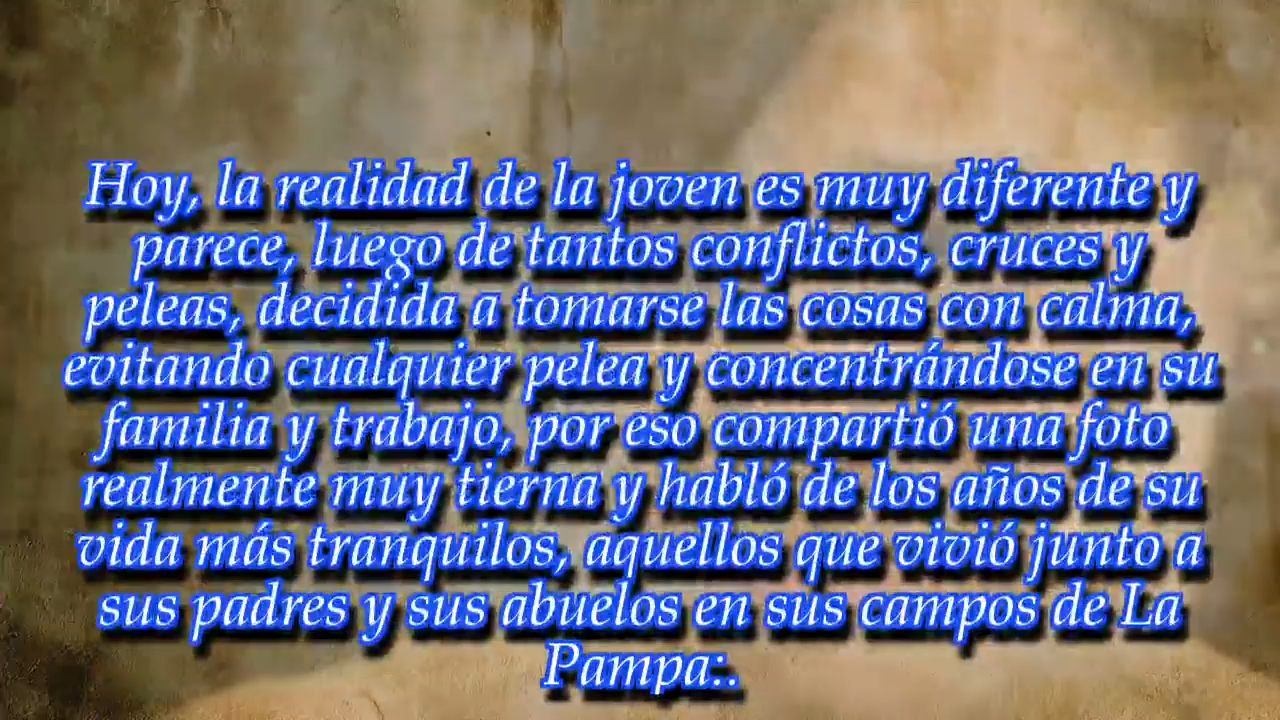 Hoy, la realidad de la joven es muy diferente y
parece, luego de tantos conflictos, cruces y
peleas, decidida a tomarse las cosas con calma,
evitando cualquier pelea y concentrándose en su
familia y trabajo, por eso compartió una foto
realmente muy tierna y habló de los años de su
vida más tranquilos, aquellos que vivió junto a
sus padres y sus abuelos en sus campos de La
Pampa:.